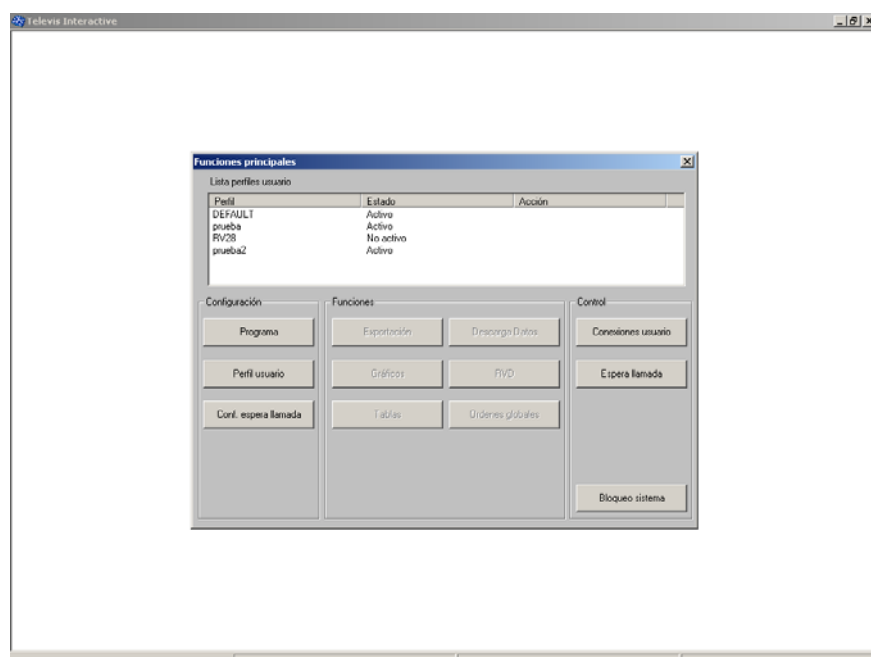 Televis Interactive
Funciones principales
Lista perfiles usuario
Perfil Estado Acción
DEFAULT Activo
prueba Activo
RV28 No activo
prueba2 Activo
Configuración Funciones Control
Programa Exportación Descarga Datos Conexiones usuario
Perfil usuario Gráficos RVD Espera llamada
Conf. espera llamada Tablas Ordenes globales
Bloqueo sistema